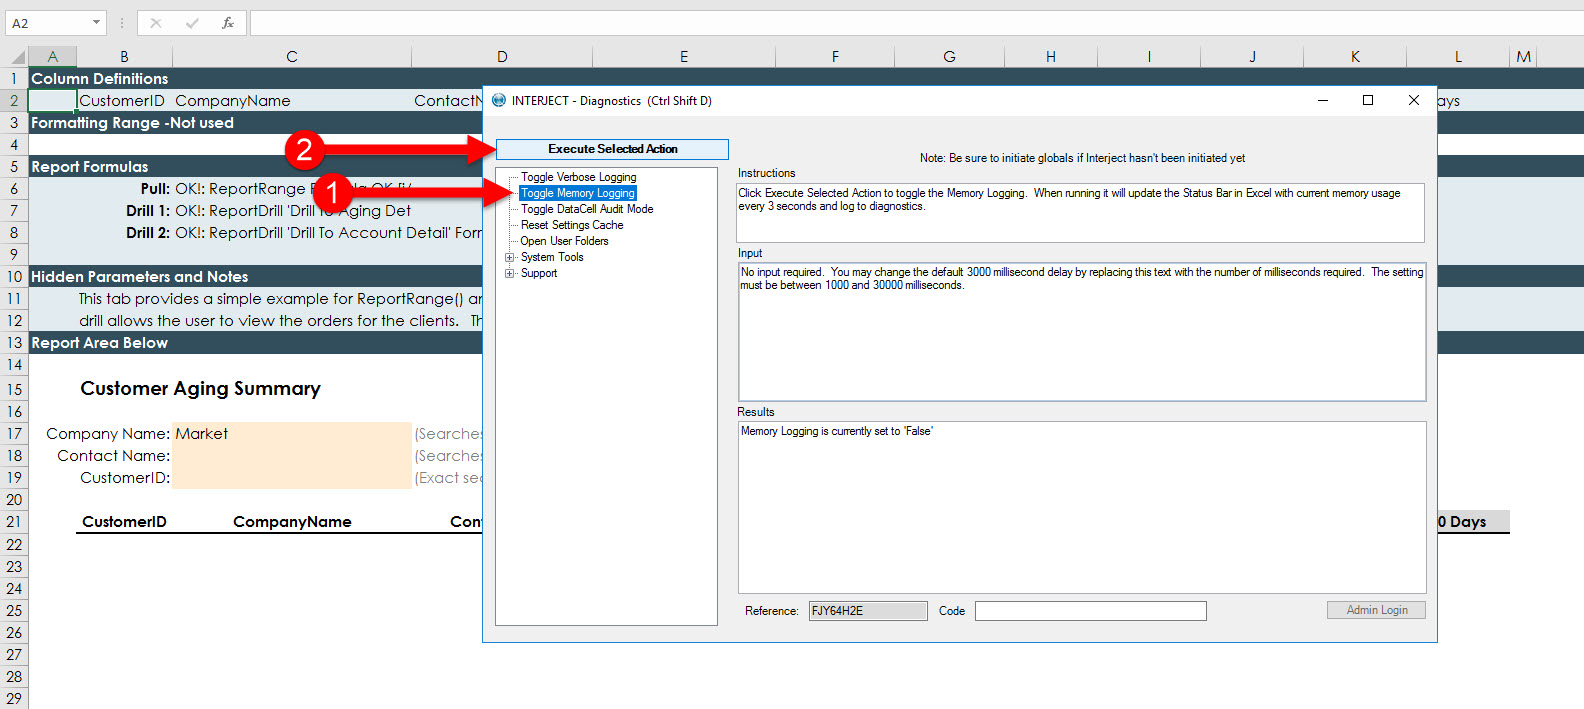 A2
fx
A B C D E F G H I J K L M
1 Column Definitions
2 CustomerID CompanyName ContactN ays
3 Formatting Range -Not used
4
5 Report Formulas
6 Pull: OK!: ReportRange
7 Drill 1: OK!: ReportDrill 'Drill to Aging Det
8 Drill 2: OK!: ReportDrill 'Drill To Account Detail' Forr
9
10 Hidden Parameters and Notes
11 This tab provides a simple example for ReportRange() ar
12 drill allows the user to view the orders for the clients. Th
13 Report Area Below
14
15 Customer Aging Summary
16
17 Company Name: Market (Searches
18 Contact Name: (Searches
19 CustomerID: (Exact sec
20
21 CustomerID CompanyName Con 0 Days
22
23
24
25
26
27
28
29
INTERJECT - Diagnostics (Ctrl Shift D)
2
Execute Selected Action
1
Toggle Verbose Logging
Toggle Memory Logging
Toggle DataCell Audit Mode
Reset Settings Cache
Open User Folders
System Tools
Support
Note: Be sure to initiate globals if Interject hasn't been initiated yet
Instructions
Click Execute Selected Action to toggle the Memory Logging. When running it will update the Status Bar in Excel with current memory usage
every 3 seconds and log to diagnostics.
Input
No input required. You may change the default 3000 millisecond delay by replacing this text with the number of milliseconds required. The setting
must be between 1000 and 30000 milliseconds.
Results
Memory Logging is currently set to 'False'
Reference: FJY64H2E Code Admin Login